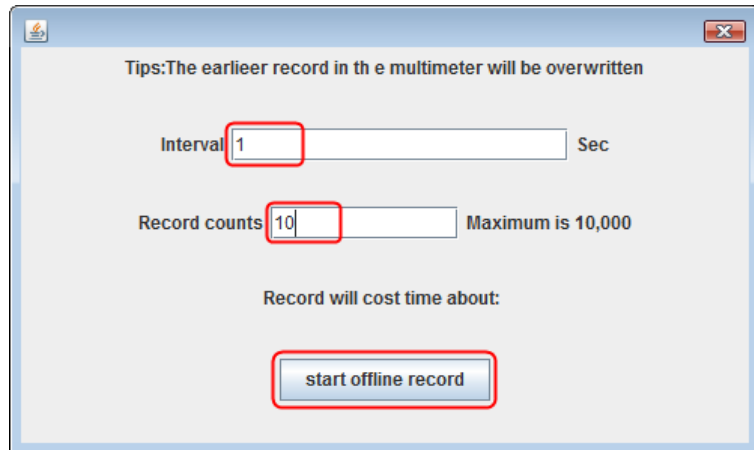 Tips:The earlieer record in th e multimeter will be overwritten
Interval 1 Sec
Record counts 10 Maximum is 10,000
Record will cost time about:
start offline record